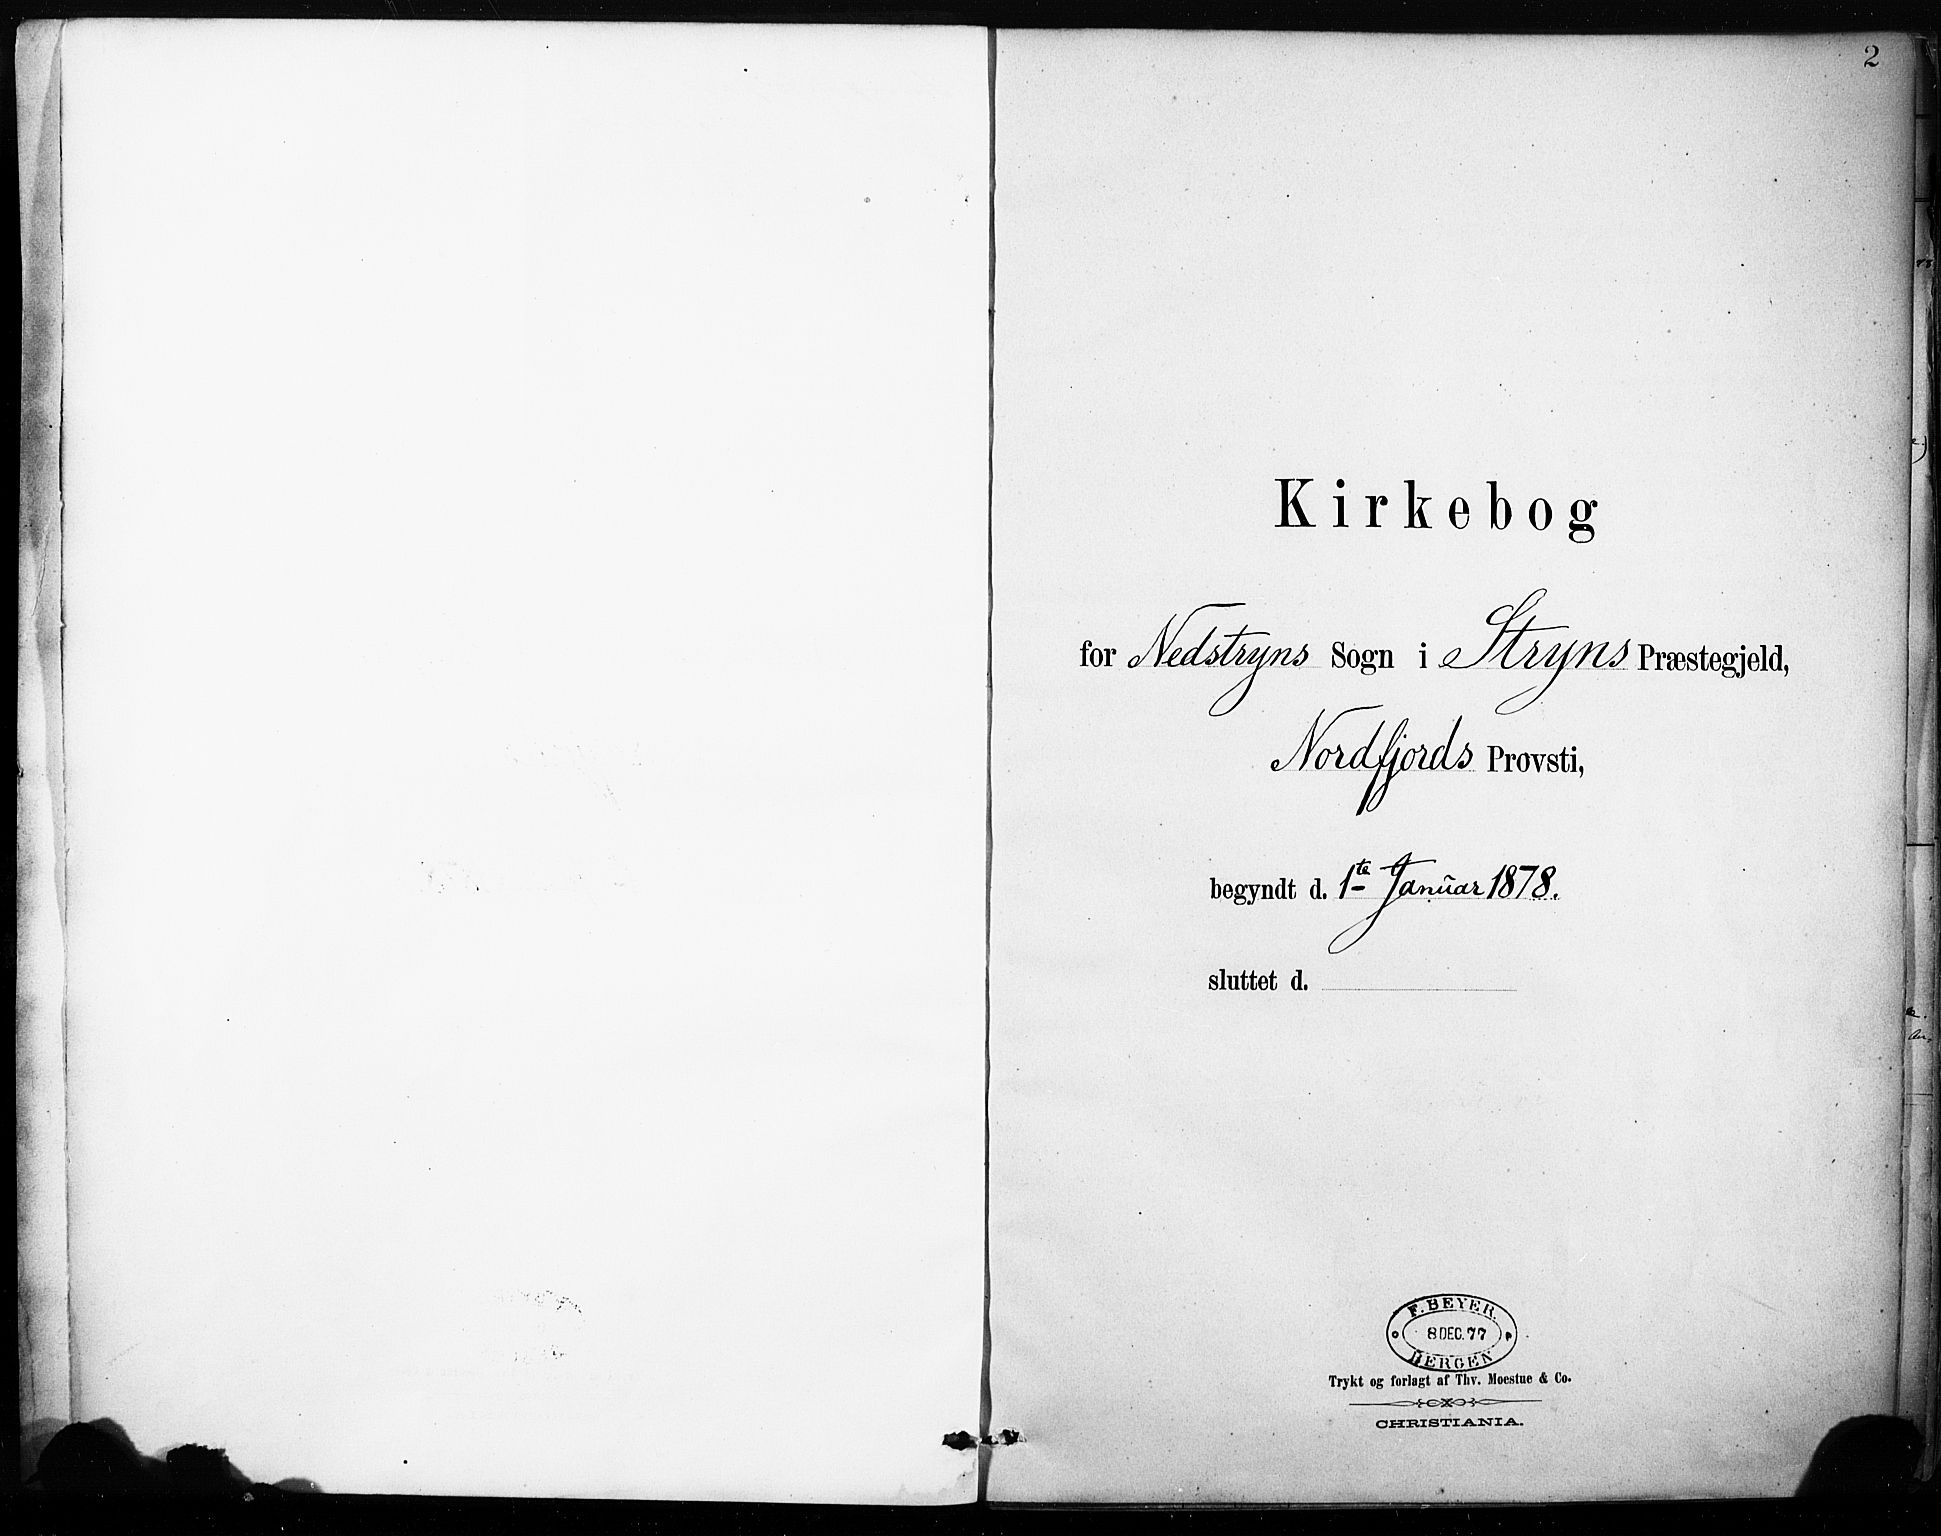 2
Kirkebog
for Nedstryns Sogn i Stryns Præstegjeld,
Nordfjords Provsti,
begyndt d. 1te Januar 1878.
sluttet d.
F. BEYER.
8 DEC. 77
BERGEN
Trykt og forlagt af Thv. Moestue & Co.
CHRISTIANIA.